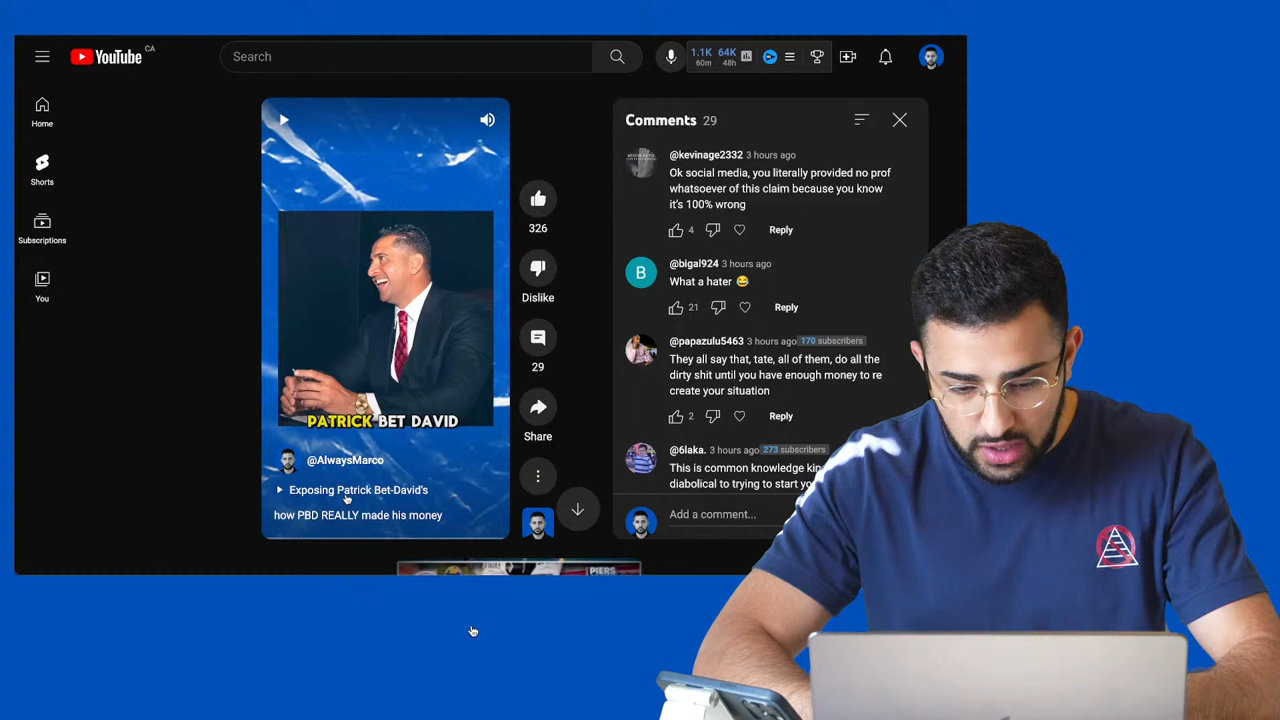 YouTube CA
Search
1.1K 64K
60m 48h
Home
Shorts
Subscriptions
You
PATRICK BET DAVID
@AlwaysMarco
Exposing Patrick Bet-David's
how PBD REALLY made his money
326
Dislike
29
Share
Comments 29
@kevinage2332 3 hours ago
Ok social media, you literally provided no prof
whatsoever of this claim because you know
it's 100% wrong
4 Reply
@bigal924 3 hours ago
B
What a hater 😂
21 Reply
@papazulu5463 3 hours ago 170 subscribers
They all say that, tate, all of them, do all the
dirty shit until you have enough money to re
create your situation
2 Reply
@6laka. 3 hours ago 273 subscribers
This is common knowledge
diabolical to trying to start
Add a comment...
PIERS